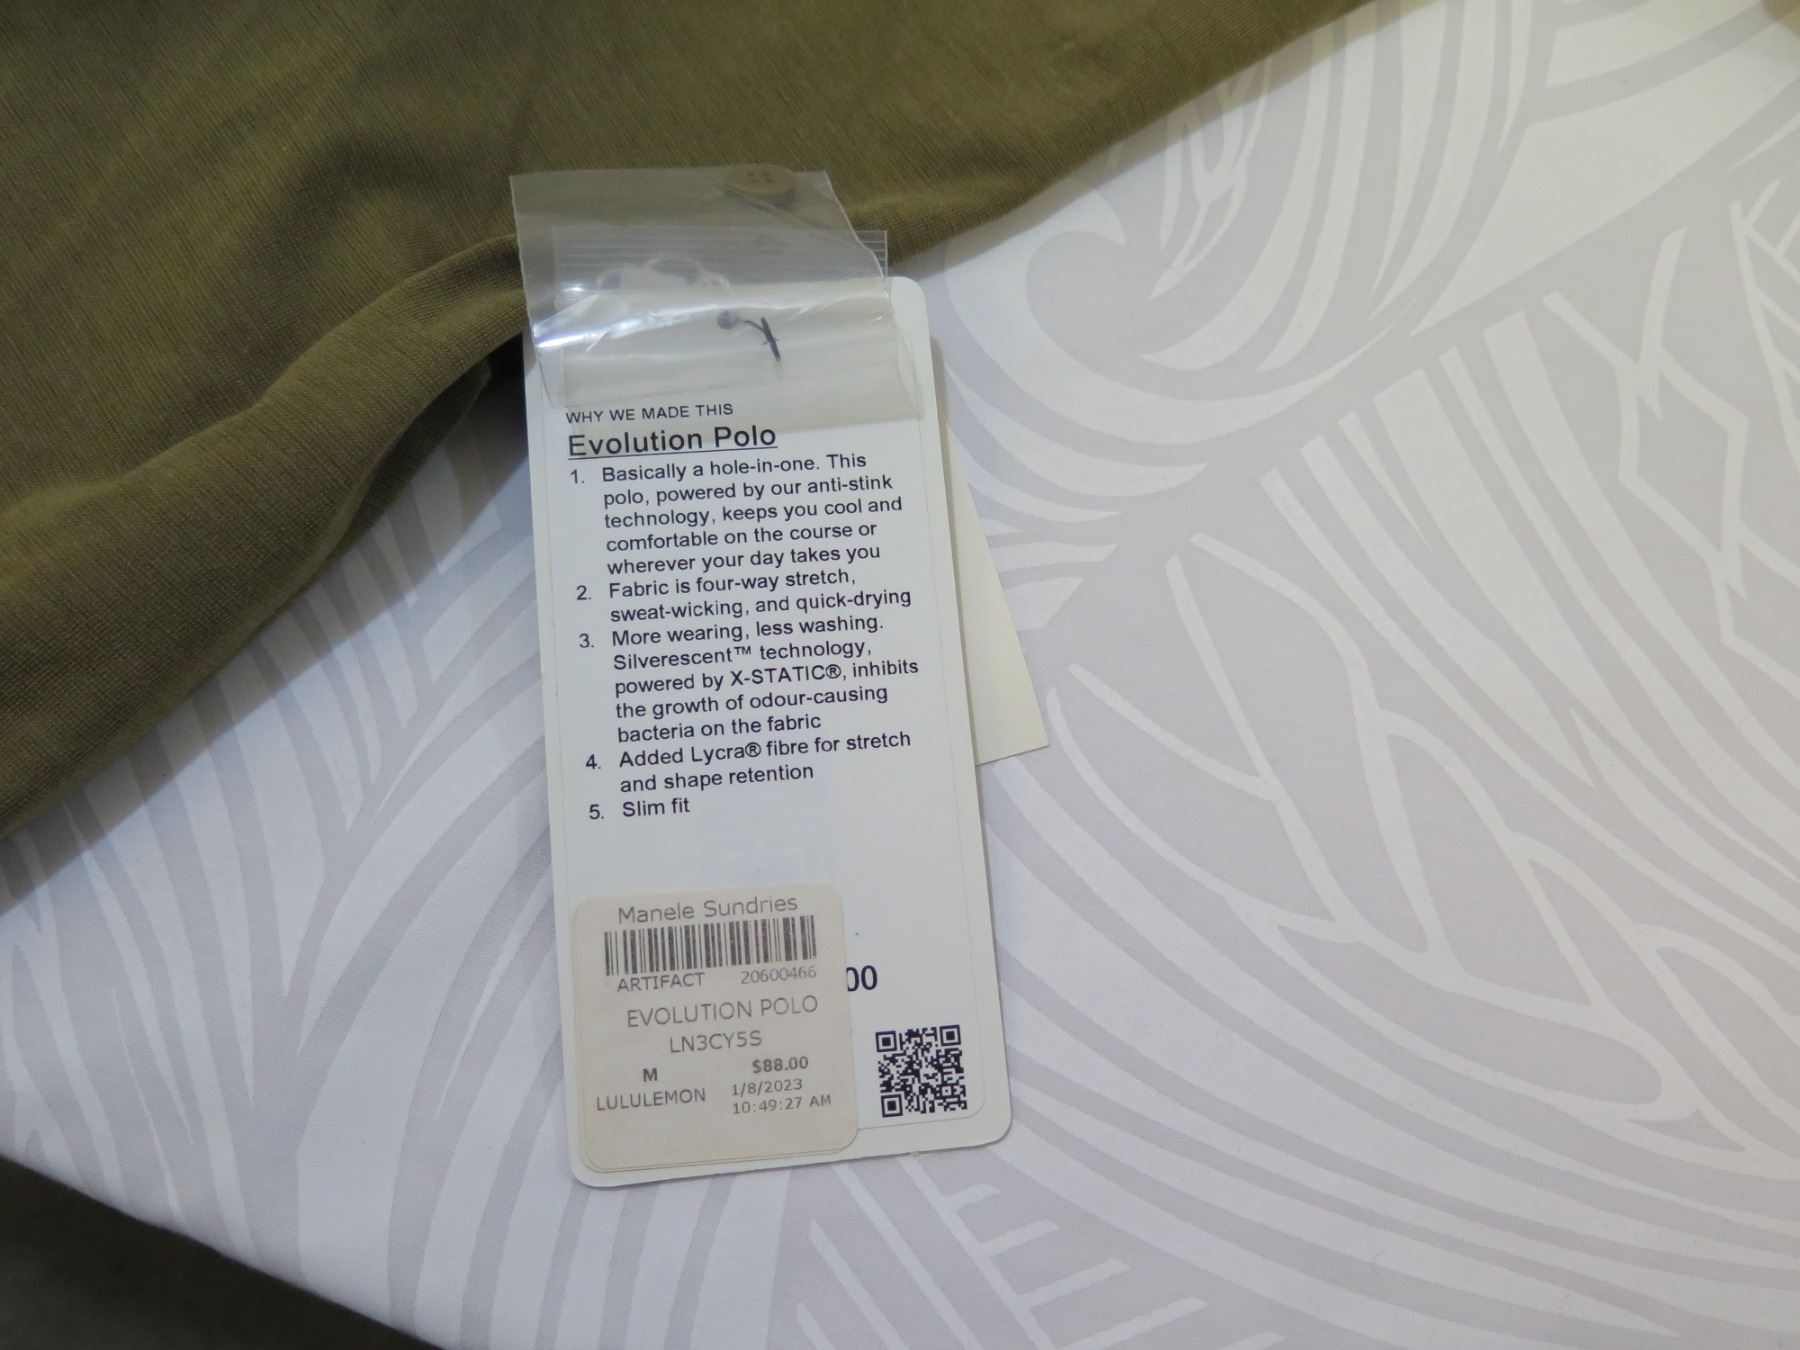 WHY WE MADE THIS
Evolution Polo
1. Basically a hole-in-one. This
polo, powered by our anti-stink
technology, keeps you cool and
comfortable on the course or
wherever your day takes you
2. Fabric is four-way stretch,
sweat-wicking, and quick-drying
3. More wearing, less washing.
Silverescent™ technology,
powered by X-STATIC®, inhibits
the growth of odour-causing
bacteria on the fabric
4. Added Lycra® fibre for stretch
and shape retention
5. Slim fit
00
Manele Sundries
ARTIFACT 20600466
EVOLUTION POLO
LN3CY5S
M $88.00
LULULEMON 1/8/2023
10:49:27 AM